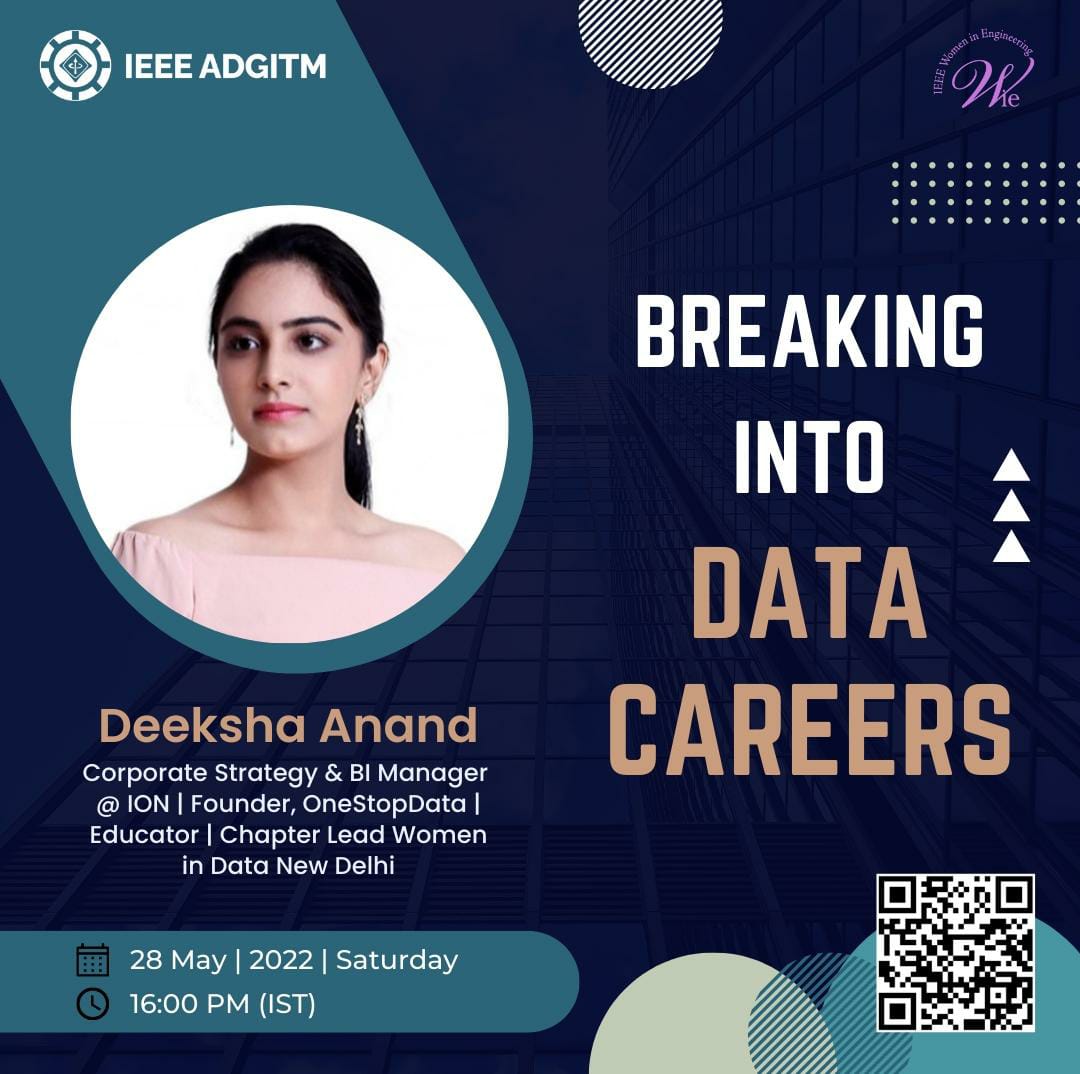 IEEE ADGITM
IEEE Women in Engineering
Wie
BREAKING
INTO
DATA
CAREERS
Deeksha Anand
Corporate Strategy & BI Manager
@ ION | Founder, OneStopData |
Educator | Chapter Lead Women
in Data New Delhi
28 May | 2022 | Saturday
16:00 PM (IST)